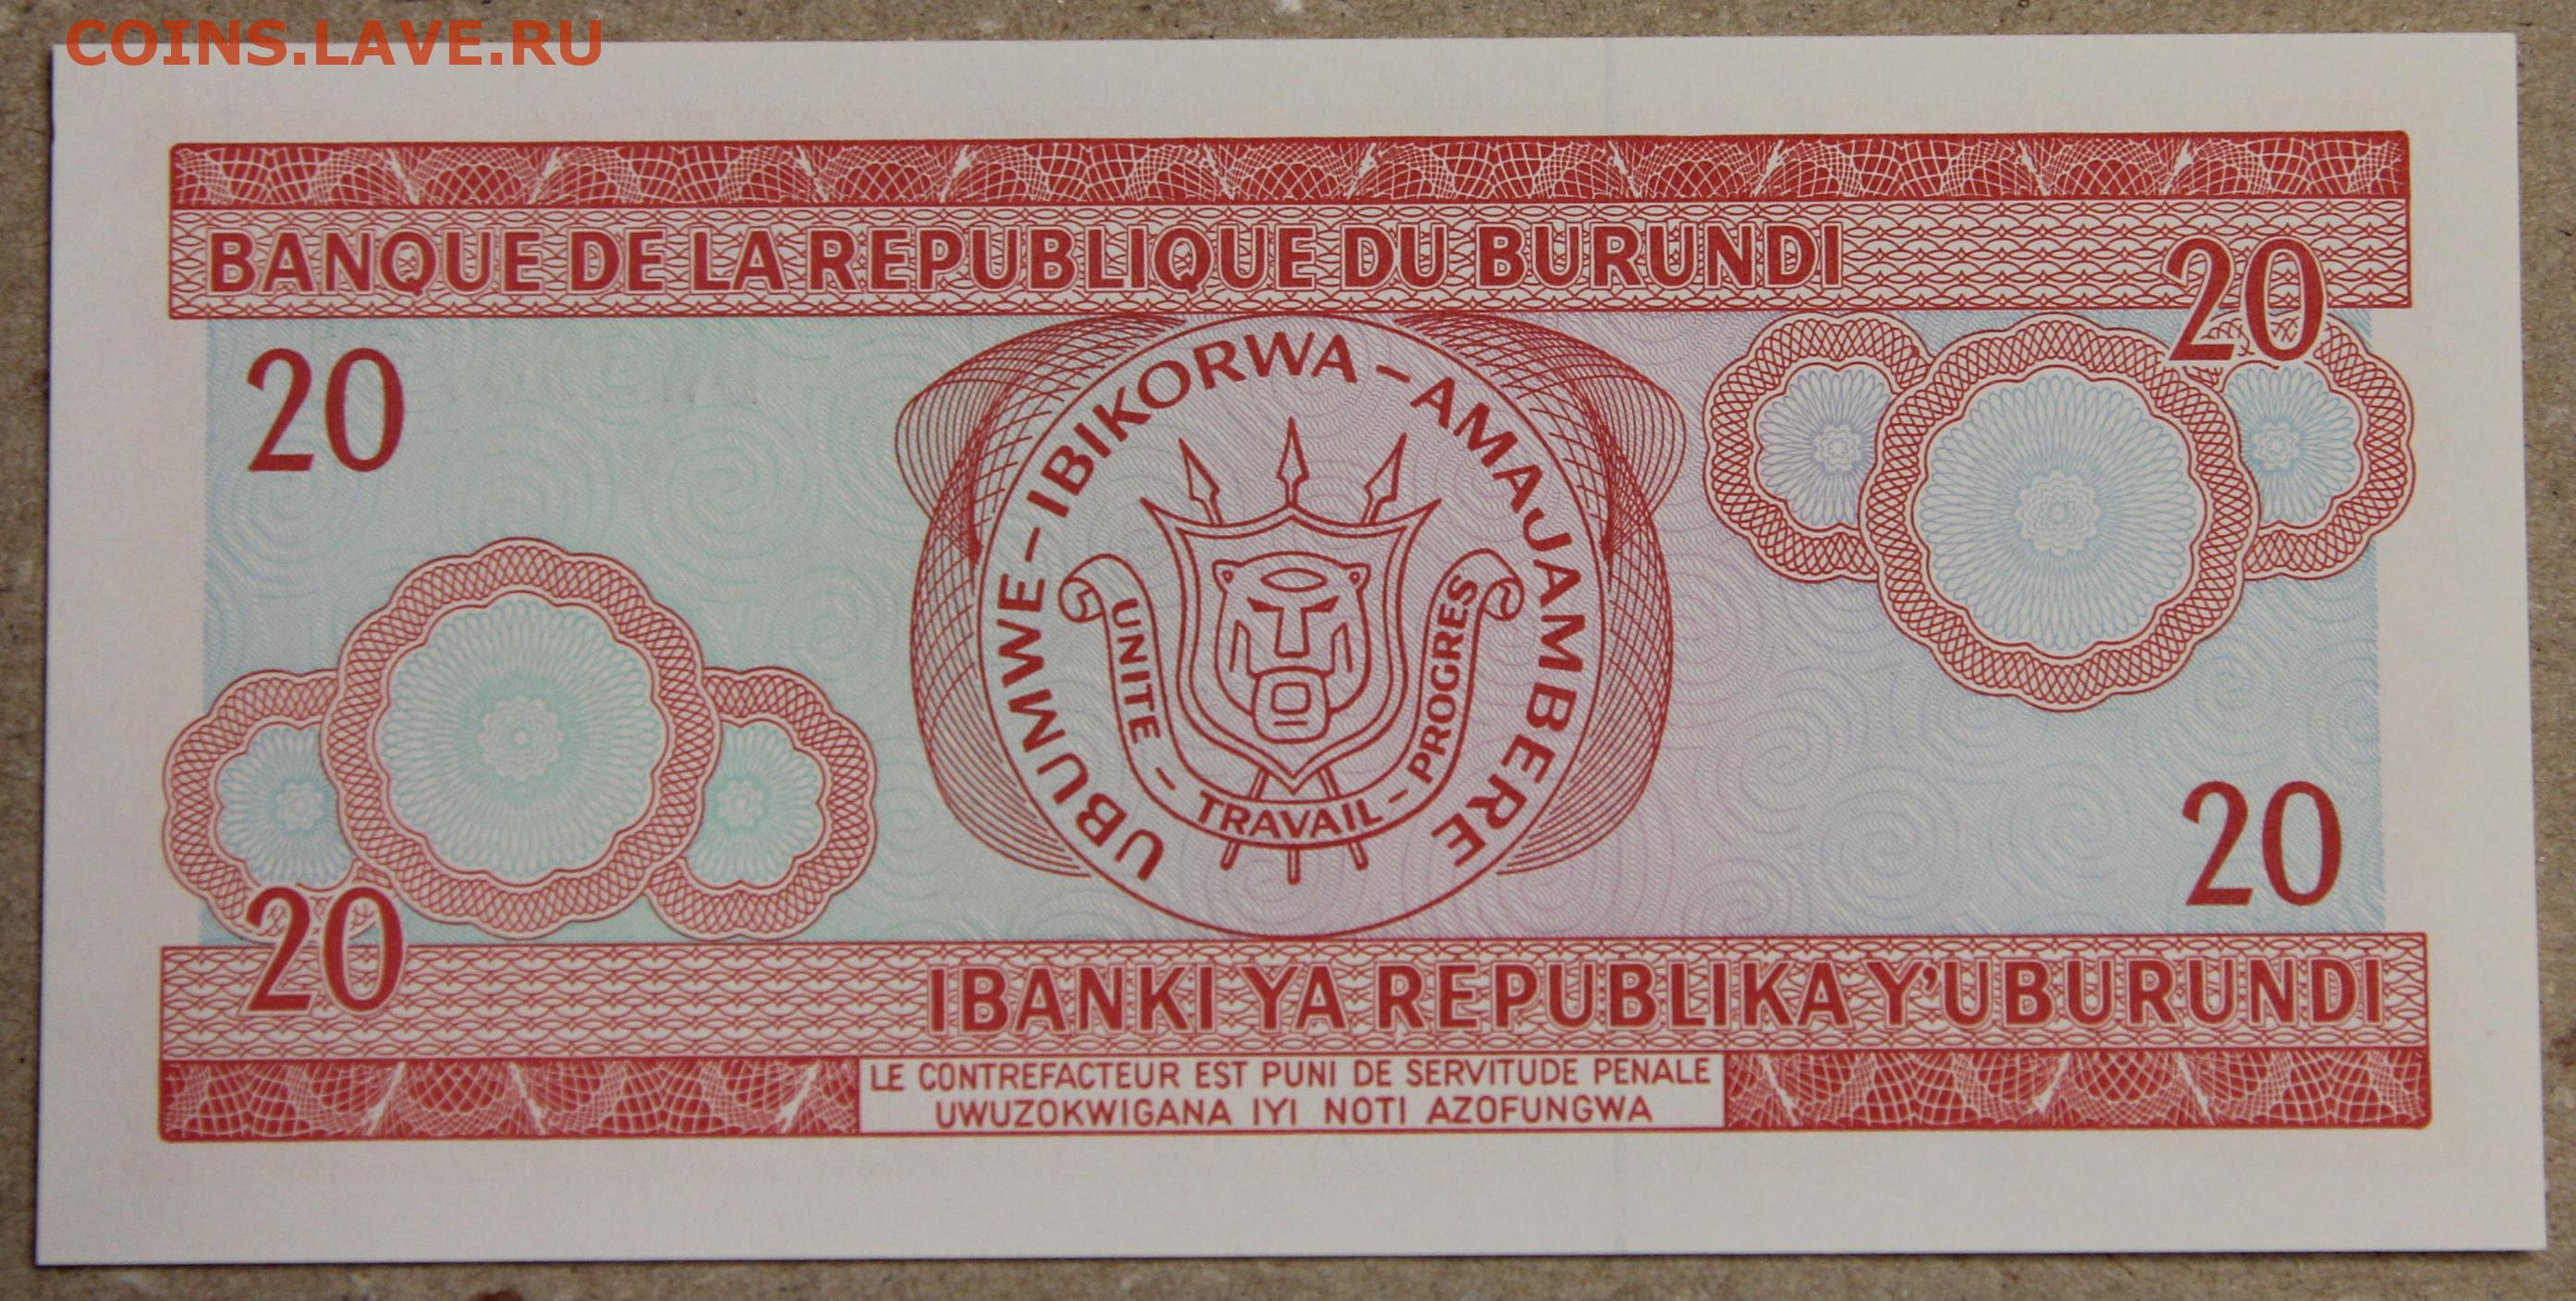 COINS.LAVE.RU
BANQUE DE LA REPUBLIQUE DU BURUNDI
20
20
UBUMWE - IBIKORWA - AMAJAMBERE
UNITE - TRAVAIL - PROGRES
20
20
IBANKI YA REPUBLIKA Y'UBURUNDI
LE CONTREFACTEUR EST PUNI DE SERVITUDE PENALE
UWUZOKWIGANA IYI NOTI AZOFUNGWA